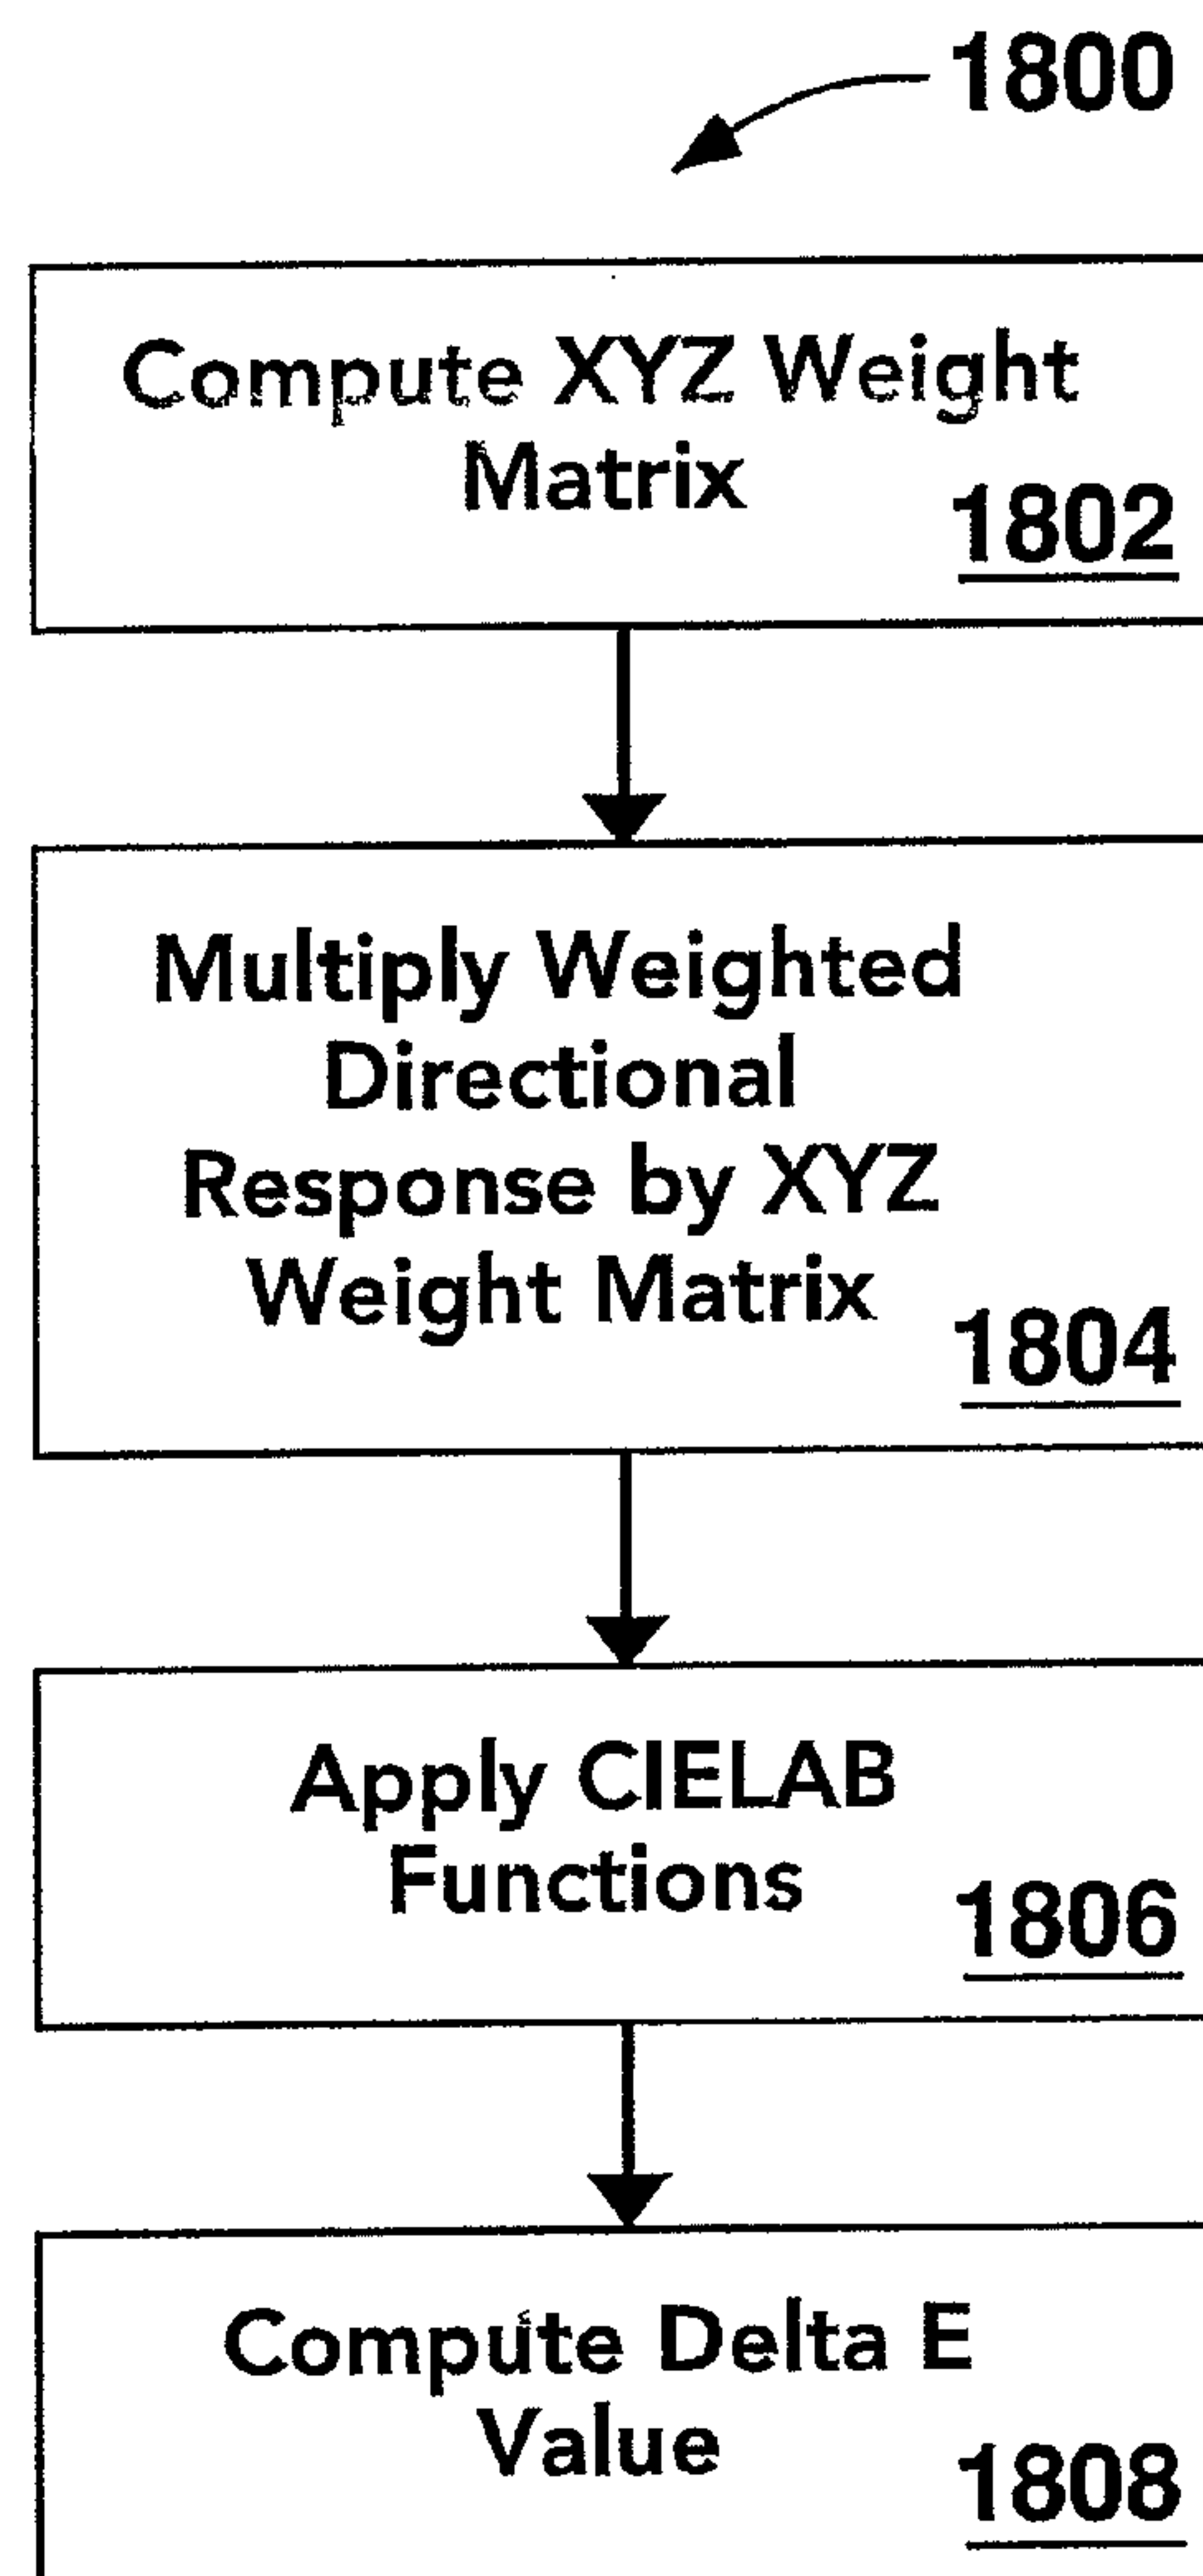 1800
Compute XYZ Weight
Matrix
1802
Multiply Weighted
Directional
Response by XYZ
Weight Matrix
1804
Apply CIELAB
Functions
1806
Compute Delta E
Value
1808